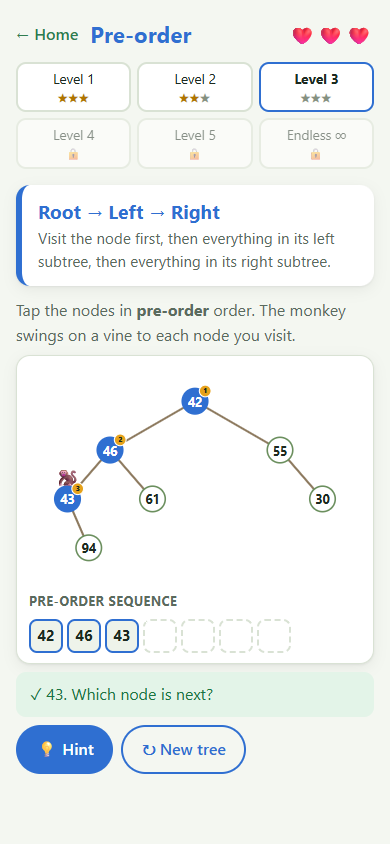 ← Home Pre-order
Level 1 Level 2 Level 3
★★★ ★★★ ★★★
Level 4 Level 5 Endless ∞
Root → Left → Right
Visit the node first, then everything in its left
subtree, then everything in its right subtree.
Tap the nodes in pre-order order. The monkey
swings on a vine to each node you visit.
42 1
46 2
55
43 3
61
30
94
PRE-ORDER SEQUENCE
42 46 43
✓ 43. Which node is next?
Hint ↻ New tree